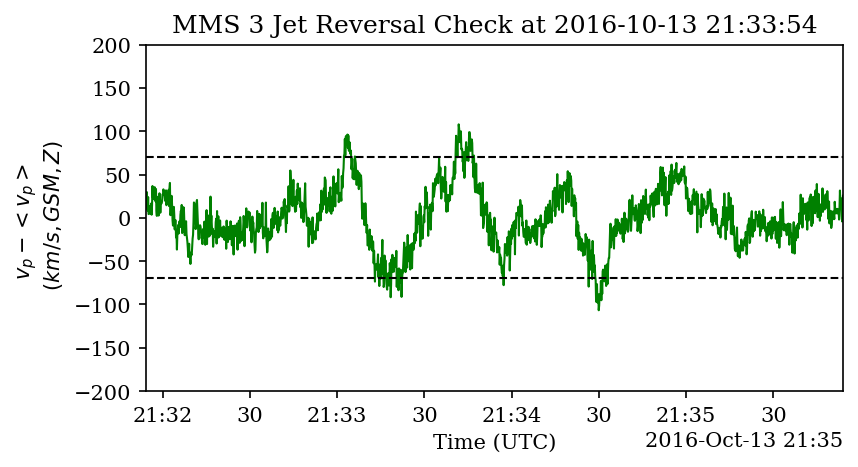 MMS 3 Jet Reversal Check at 2016-10-13 21:33:54
200
150
100
50
0
−50
−100
−150
−200
v_p − < v_p >
(km/s, GSM, Z)
21:32 30 21:33 30 21:34 30 21:35 30
Time (UTC)
2016-Oct-13 21:35